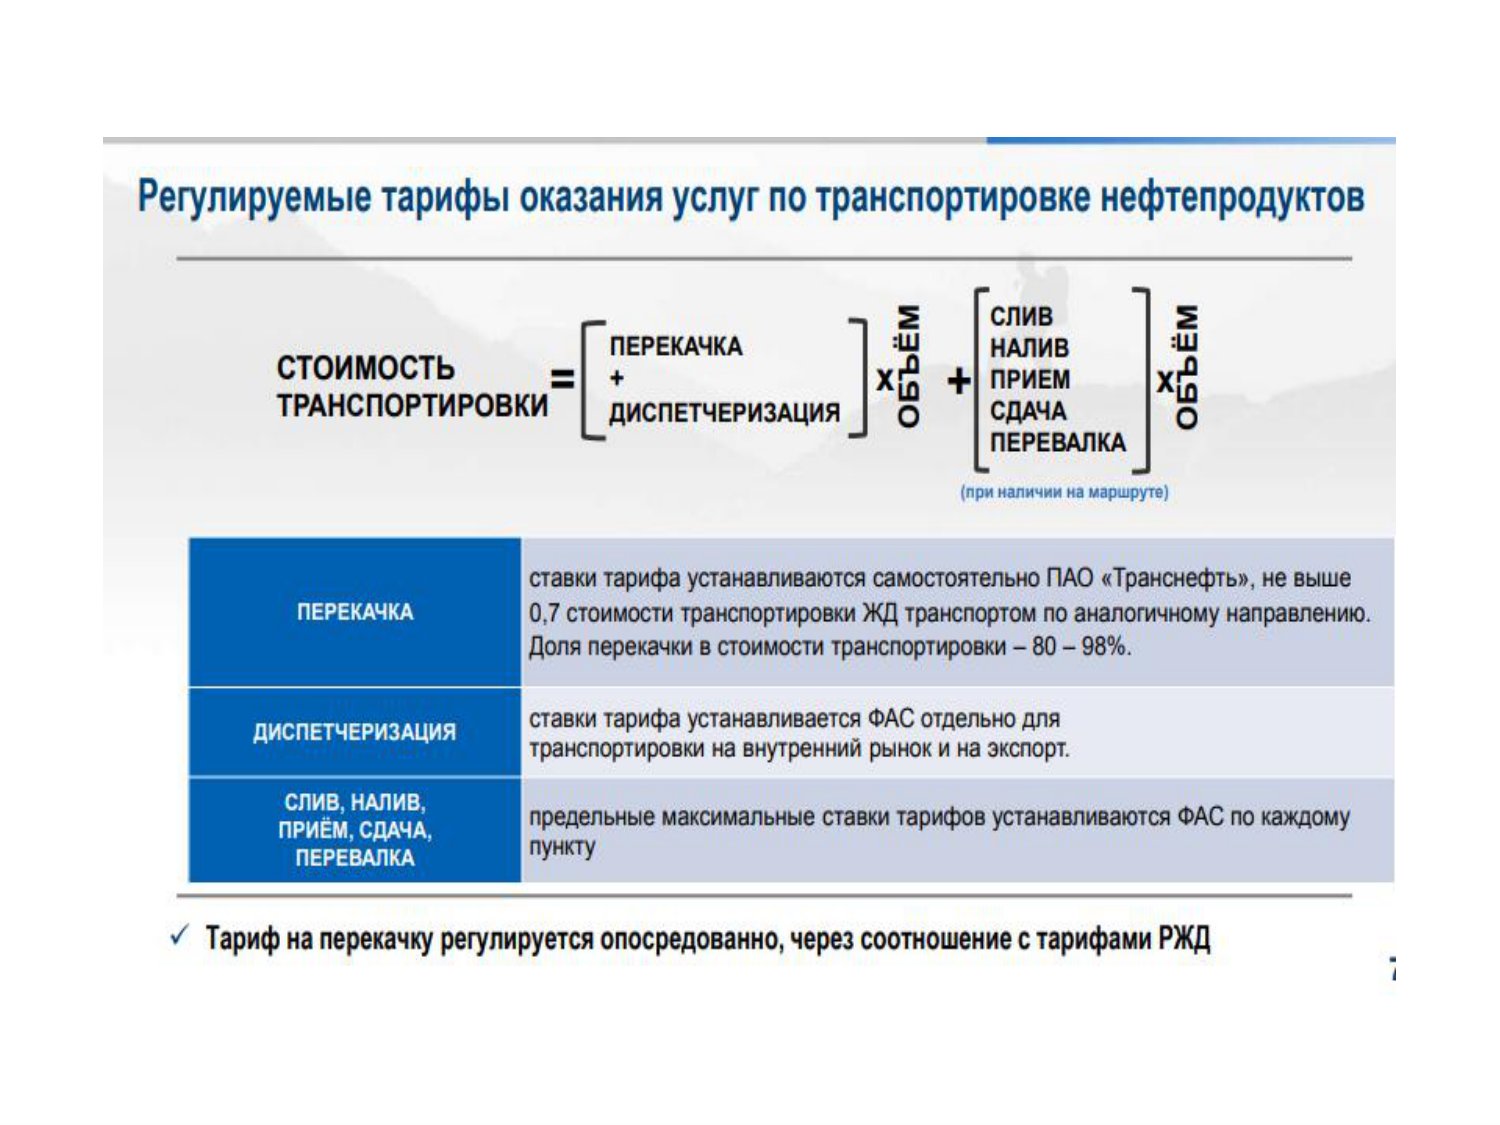 Регулируемые тарифы оказания услуг по транспортировке нефтепродуктов
СТОИМОСТЬ
ТРАНСПОРТИРОВКИ
=
ПЕРЕКАЧКА
+
ДИСПЕТЧЕРИЗАЦИЯ
х
ОБЪЁМ
+
СЛИВ
НАЛИВ
ПРИЕМ
СДАЧА
ПЕРЕВАЛКА
х
ОБЪЁМ
(при наличии на маршруте)
ПЕРЕКАЧКА
ставки тарифа устанавливаются самостоятельно ПАО «Транснефть», не выше
0,7 стоимости транспортировки ЖД транспортом по аналогичному направлению.
Доля перекачки в стоимости транспортировки – 80 – 98%.
ДИСПЕТЧЕРИЗАЦИЯ
ставки тарифа устанавливается ФАС отдельно для
транспортировки на внутренний рынок и на экспорт.
СЛИВ, НАЛИВ,
ПРИЁМ, СДАЧА,
ПЕРЕВАЛКА
предельные максимальные ставки тарифов устанавливаются ФАС по каждому
пункту
✓ Тариф на перекачку регулируется опосредованно, через соотношение с тарифами РЖД
7